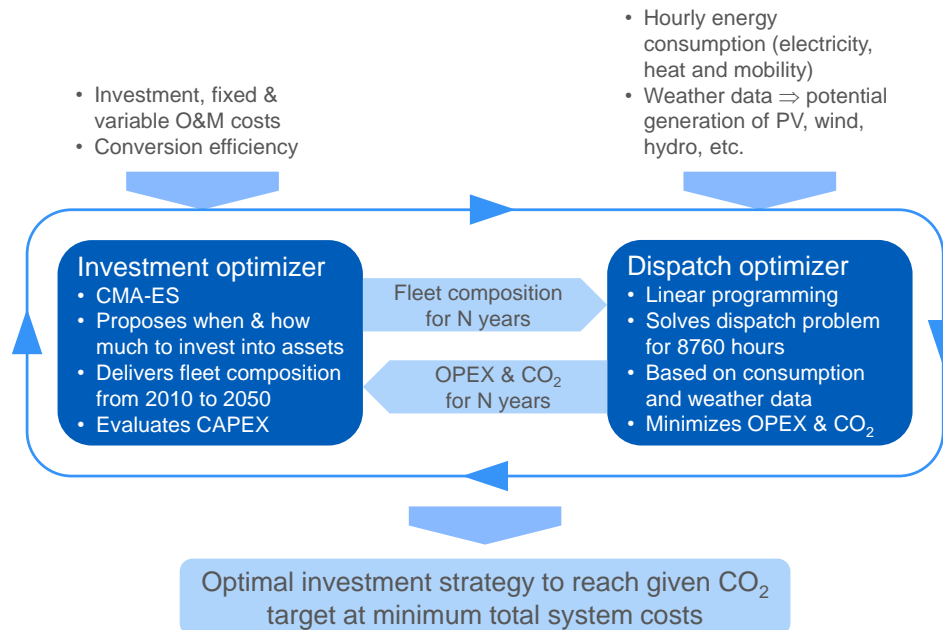 • Investment, fixed &
variable O&M costs
• Conversion efficiency
• Hourly energy
consumption (electricity,
heat and mobility)
• Weather data ⇒ potential
generation of PV, wind,
hydro, etc.
Investment optimizer
• CMA-ES
• Proposes when & how
much to invest into assets
• Delivers fleet composition
from 2010 to 2050
• Evaluates CAPEX
Fleet composition
for N years
OPEX & CO₂
for N years
Dispatch optimizer
• Linear programming
• Solves dispatch problem
for 8760 hours
• Based on consumption
and weather data
• Minimizes OPEX & CO₂
Optimal investment strategy to reach given CO₂
target at minimum total system costs